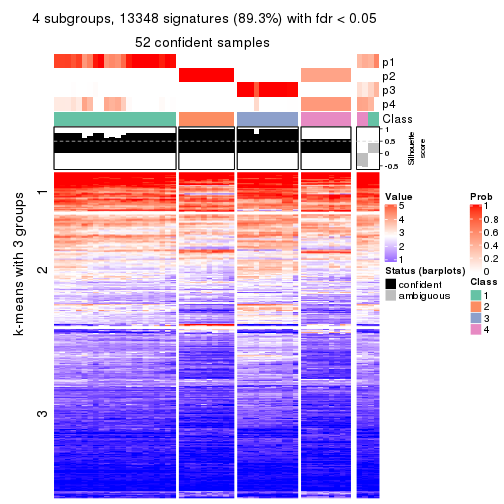 4 subgroups, 13348 signatures (89.3%) with fdr < 0.05
52 confident samples
p1
p2
p3
p4
Class
1
0.5
0
-0.5
Silhouette
score
k-means with 3 groups
1
2
3
Value
5
4
3
2
1
Status (barplots)
confident
ambiguous
Prob
1
0.8
0.6
0.4
0.2
0
Class
1
2
3
4